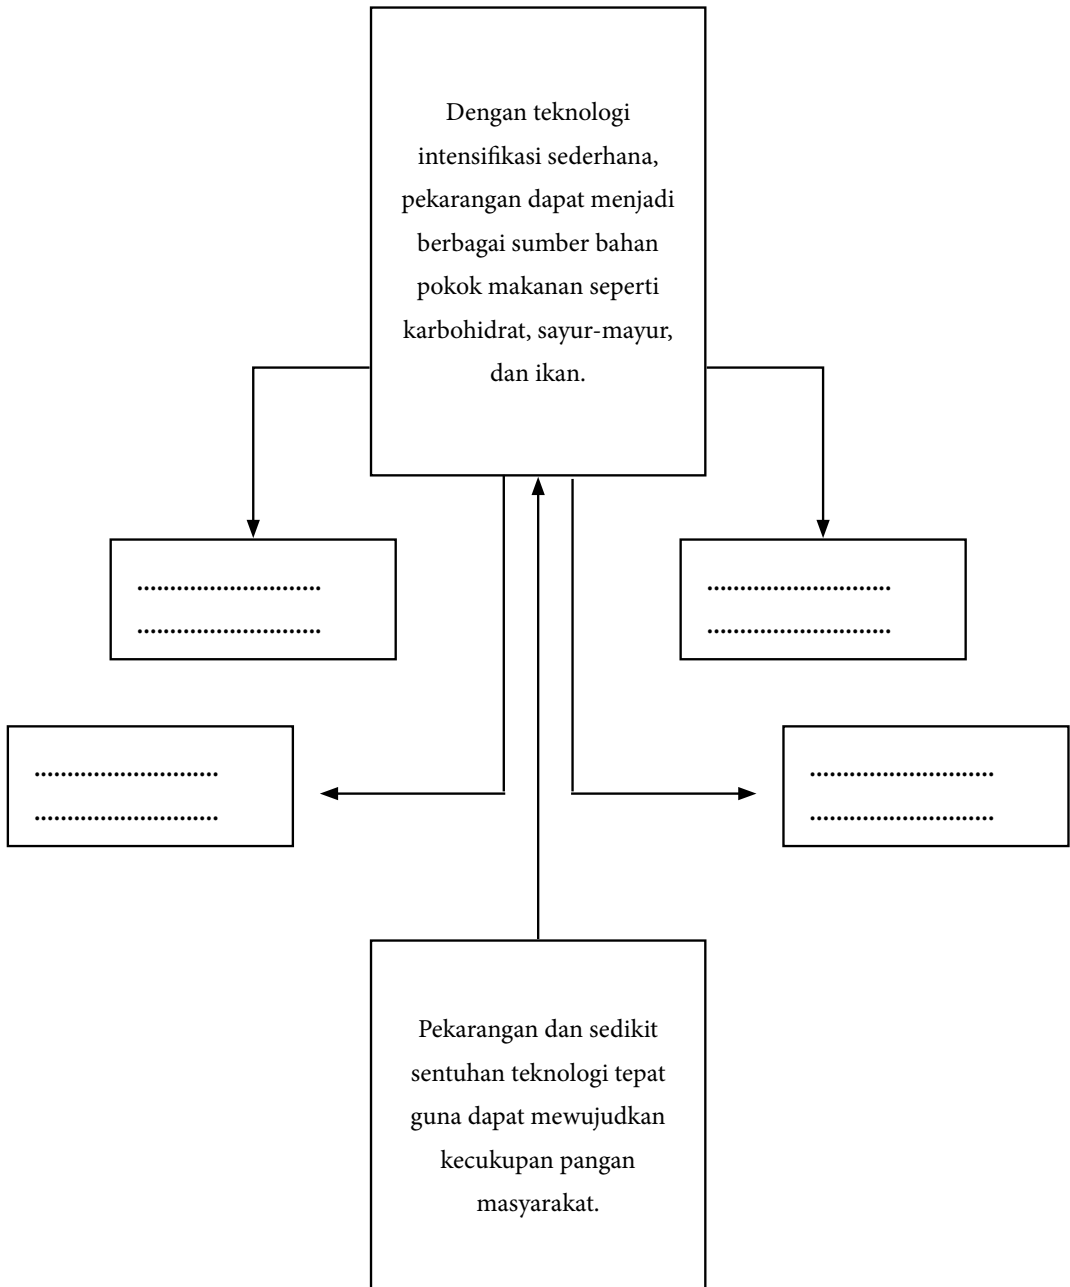 Dengan teknologi
intensifikasi sederhana,
pekarangan dapat menjadi
berbagai sumber bahan
pokok makanan seperti
karbohidrat, sayur-mayur,
dan ikan.
............................
............................
............................
............................
............................
............................
............................
............................
Pekarangan dan sedikit
sentuhan teknologi tepat
guna dapat mewujudkan
kecukupan pangan
masyarakat.